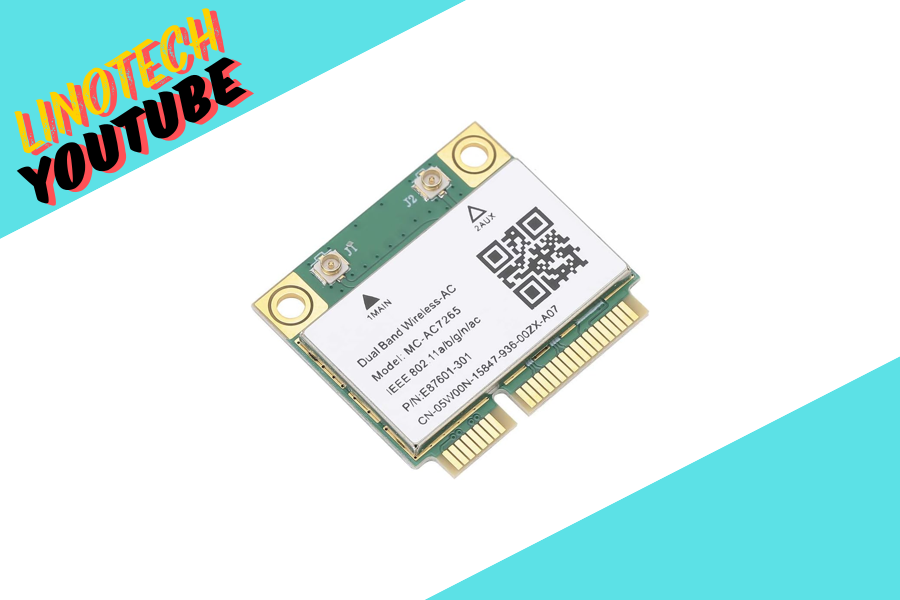 LINOTECH
YOUTUBE
J2
J1
2AUX
1MAIN
Dual Band Wireless-AC
Model: MC-AC7265
IEEE 802 11a/b/g/n/ac
P/N:E87601-301
CN-05W00N-15847-936-00ZX-A07